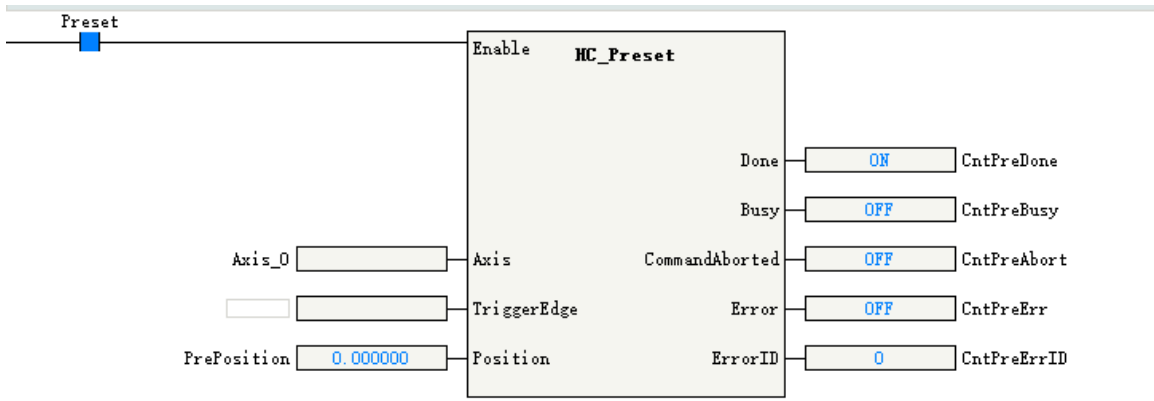 Preset
Enable HC_Preset
Done ON CntPreDone
Busy OFF CntPreBusy
Axis_0 Axis CommandAborted OFF CntPreAbort
TriggerEdge Error OFF CntPreErr
PrePosition 0.000000 Position ErrorID 0 CntPreErrID